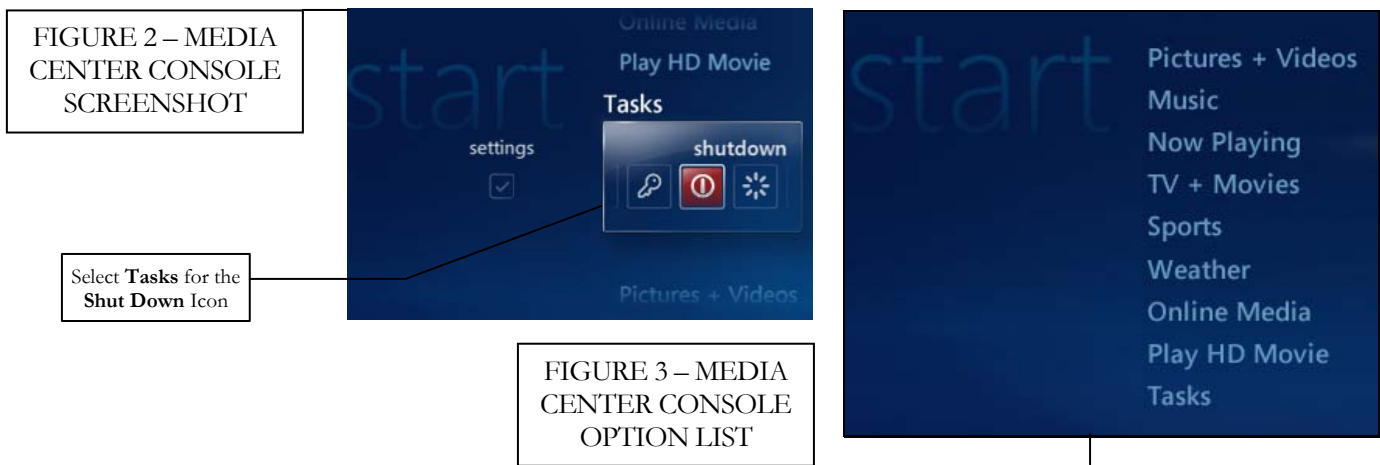 FIGURE 2 – MEDIA
CENTER CONSOLE
SCREENSHOT
start
Online Media
Play HD Movie
Tasks
settings
shutdown
Pictures + Videos
Select Tasks for the
Shut Down Icon
FIGURE 3 – MEDIA
CENTER CONSOLE
OPTION LIST
start
Pictures + Videos
Music
Now Playing
TV + Movies
Sports
Weather
Online Media
Play HD Movie
Tasks